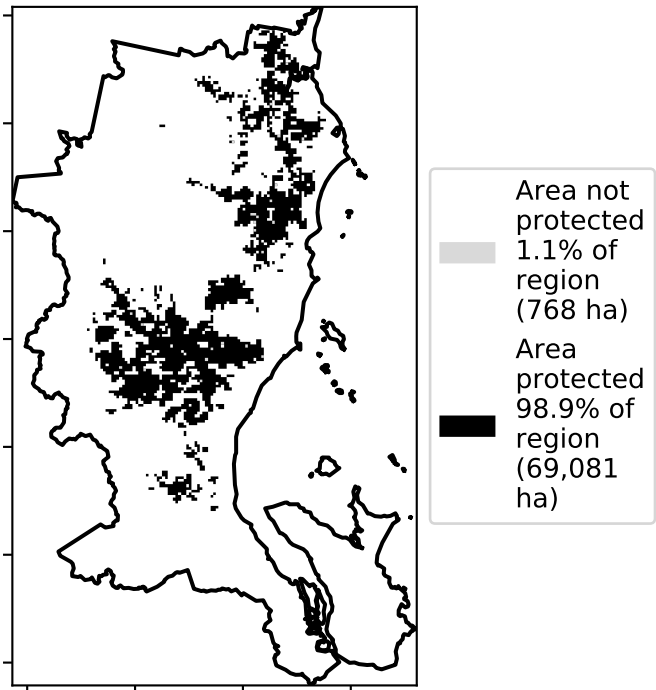 Area not
protected
1.1% of
region
(768 ha)
Area
protected
98.9% of
region
(69,081
ha)